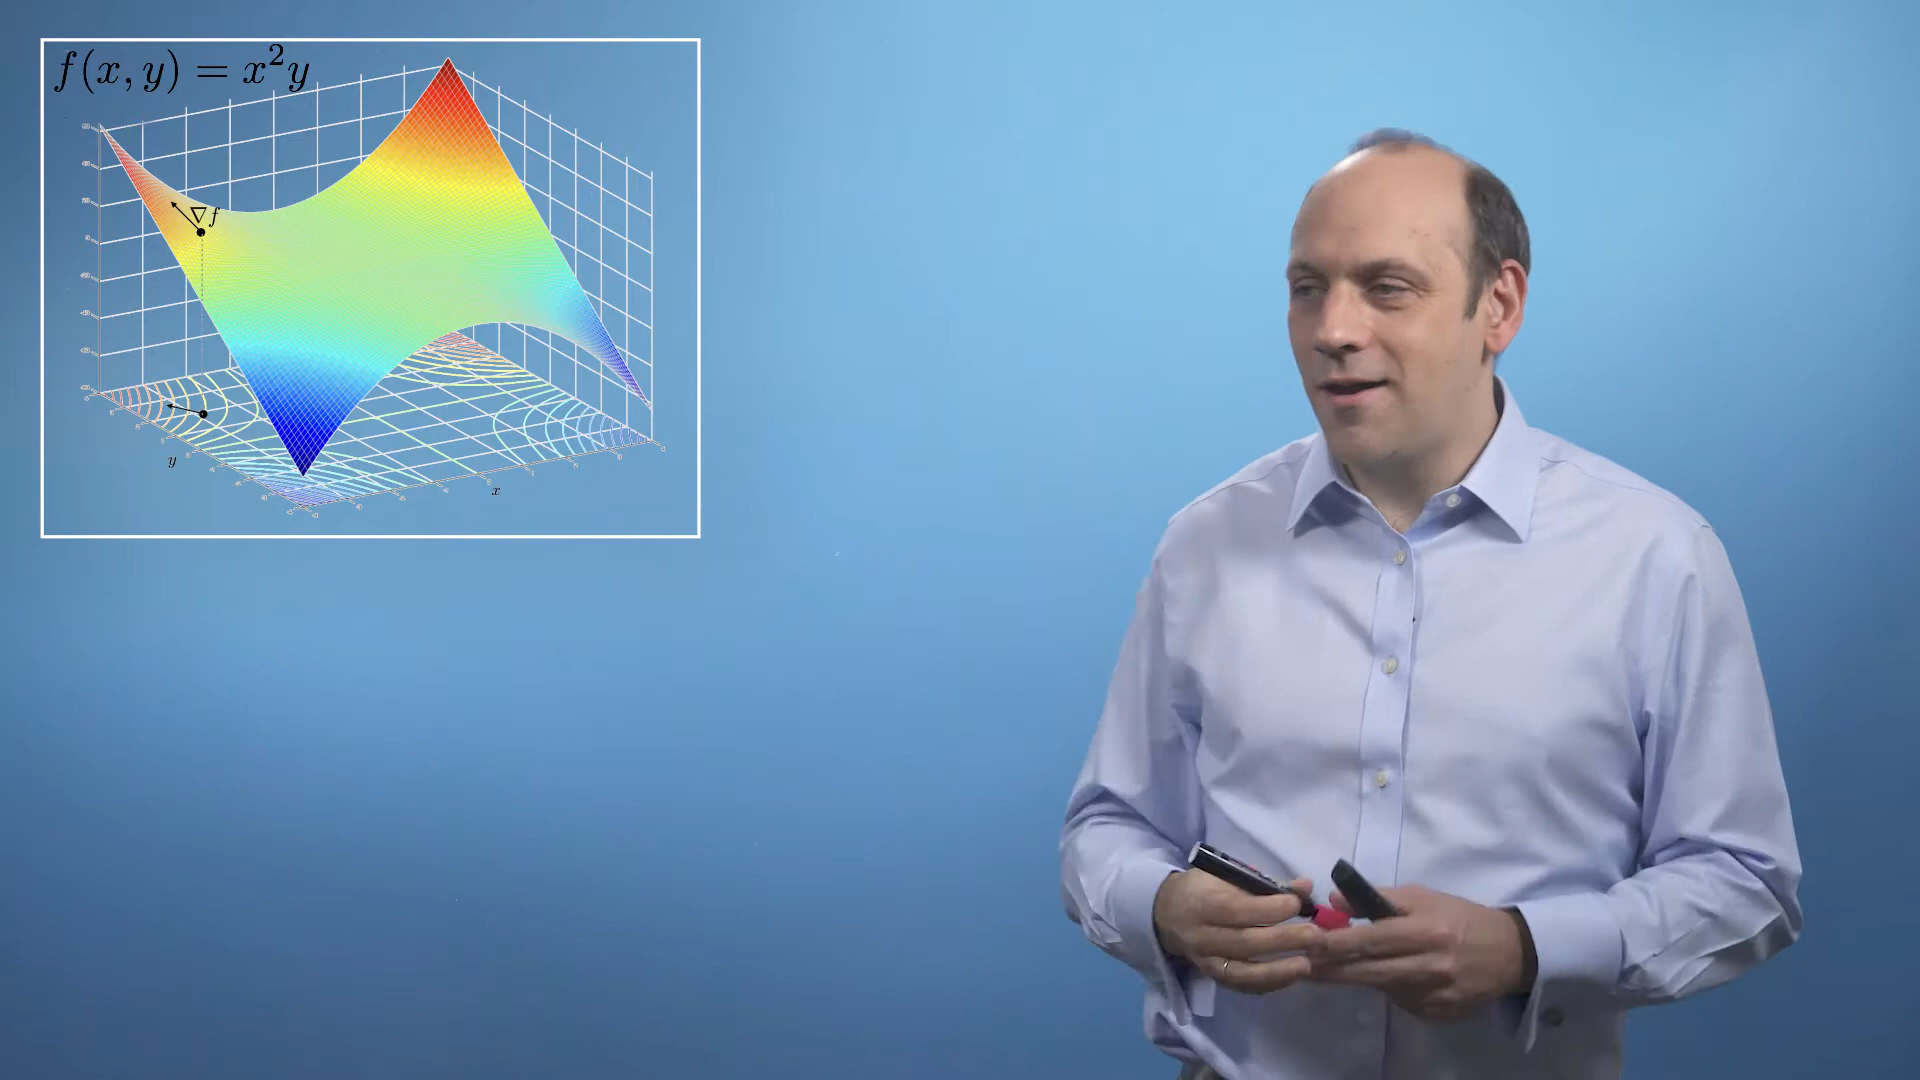 f(x, y) = x²y
∇f
y
x